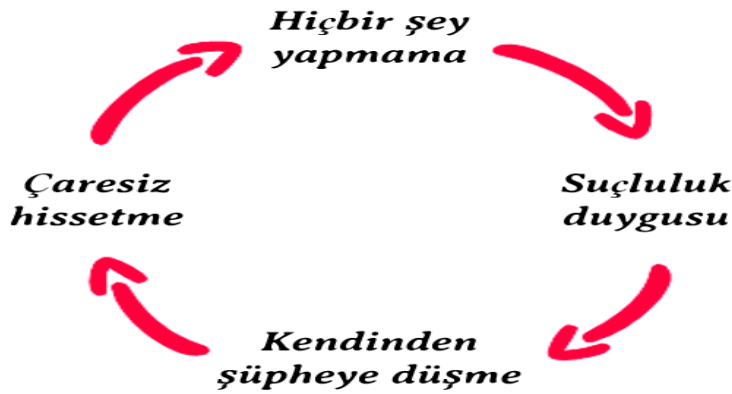 Hiçbir şey
yapmama
Suçluluk
duygusu
Kendinden
şüpheye düşme
Çaresiz
hissetme